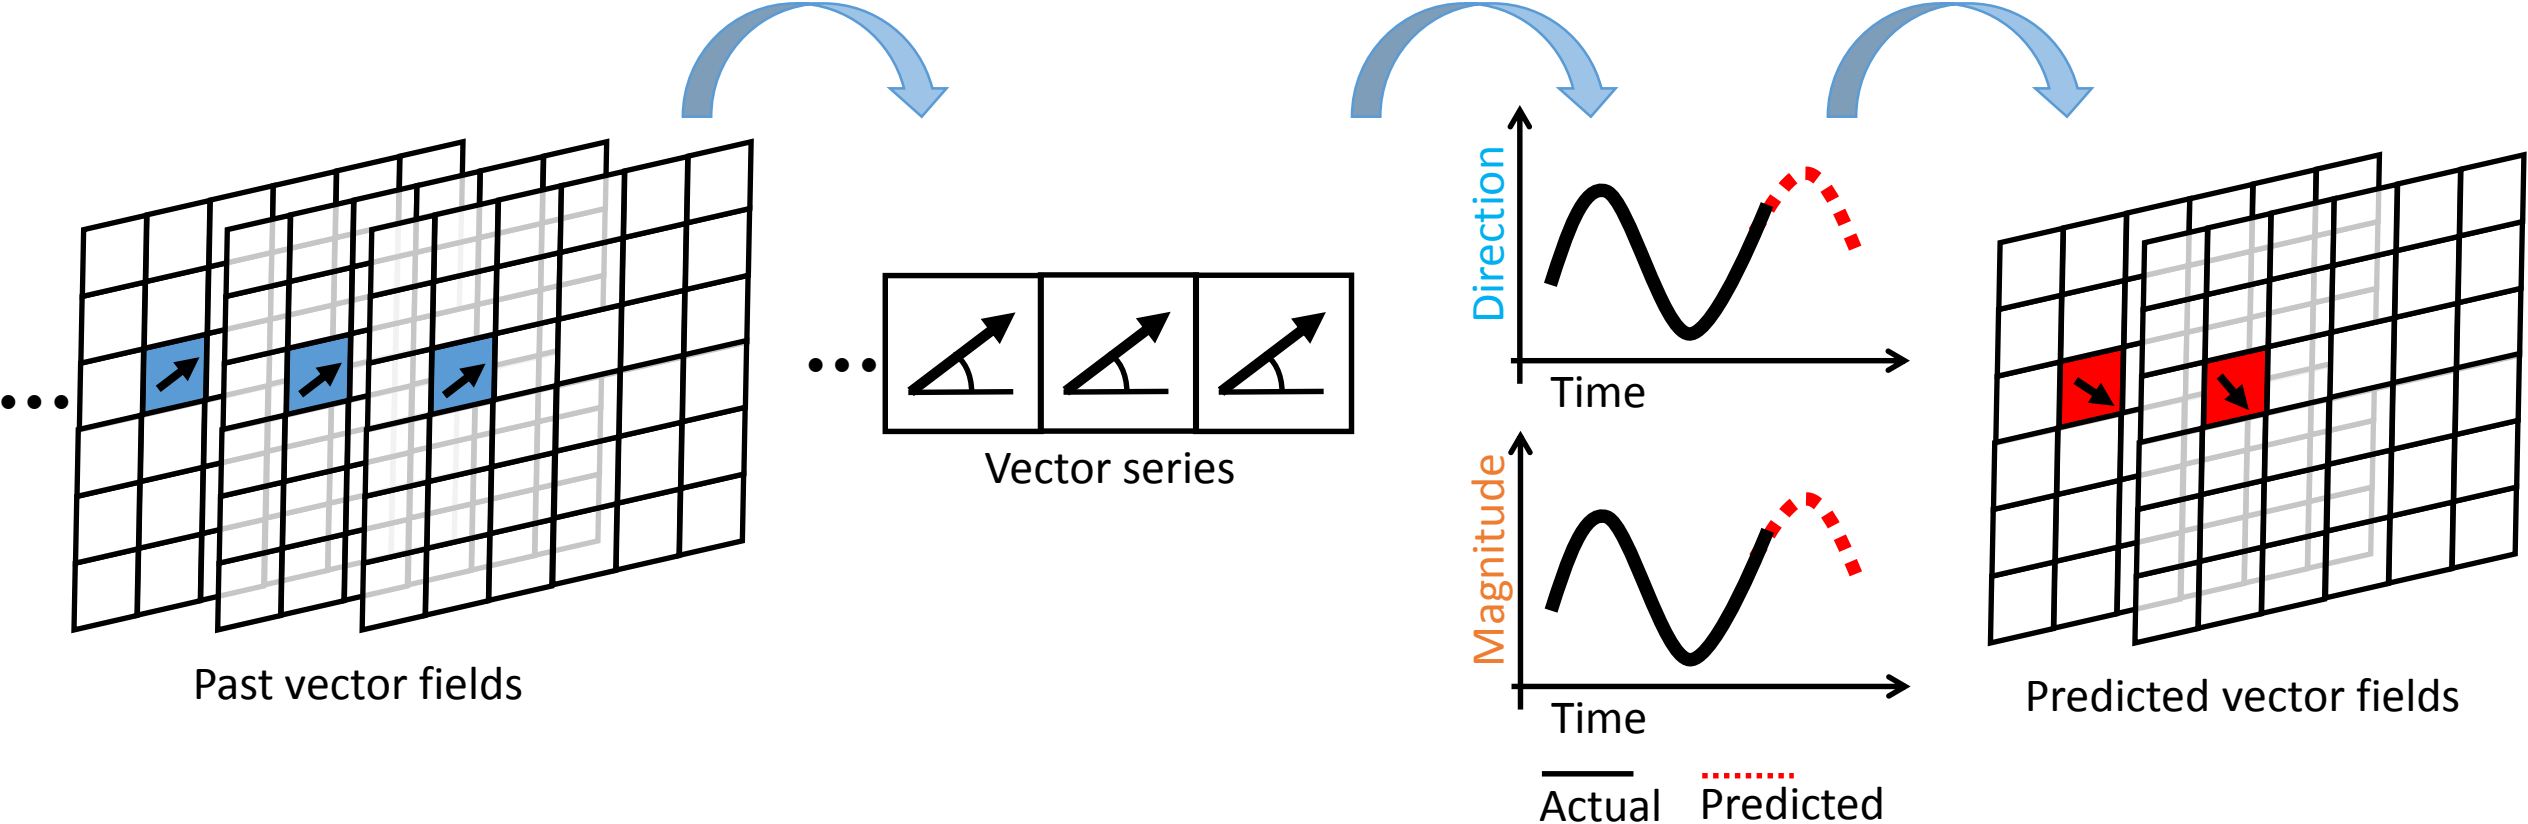 Past vector fields
Vector series
Direction
Time
Magnitude
Time
Actual
Predicted
Predicted vector fields